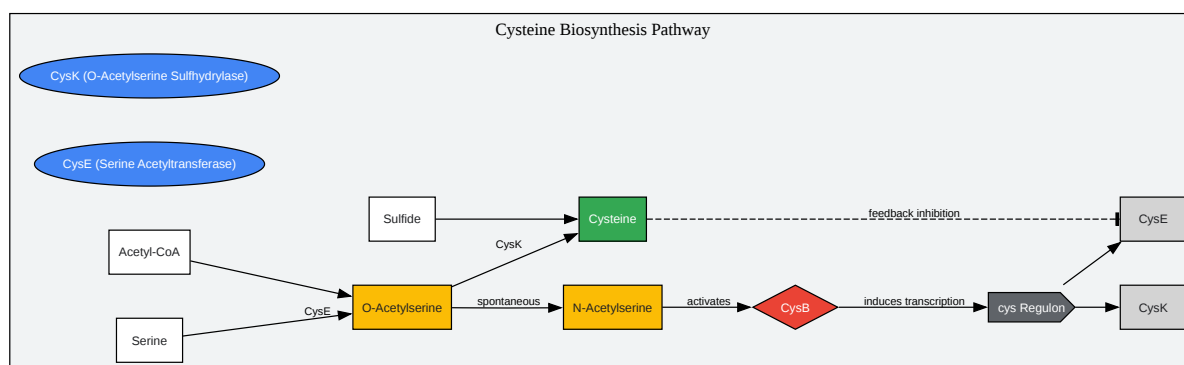 Cysteine Biosynthesis Pathway
CysK (O-Acetylserine Sulfhydrylase)
CysE (Serine Acetyltransferase)
Sulfide
Cysteine
feedback inhibition
CysE
Acetyl-CoA
CysK
CysE
O-Acetylserine
spontaneous
N-Acetylserine
activates
CysB
induces transcription
cys Regulon
CysK
Serine